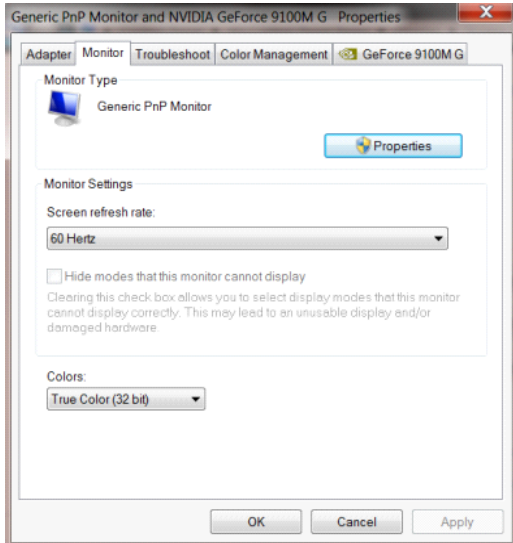 Generic PnP Monitor and NVIDIA GeForce 9100M G Properties
X
Adapter Monitor Troubleshoot Color Management GeForce 9100M G
Monitor Type
Generic PnP Monitor
Properties
Monitor Settings
Screen refresh rate:
60 Hertz
Hide modes that this monitor cannot display
Clearing this check box allows you to select display modes that this monitor
cannot display correctly. This may lead to an unusable display and/or
damaged hardware.
Colors:
True Color (32 bit)
OK Cancel Apply